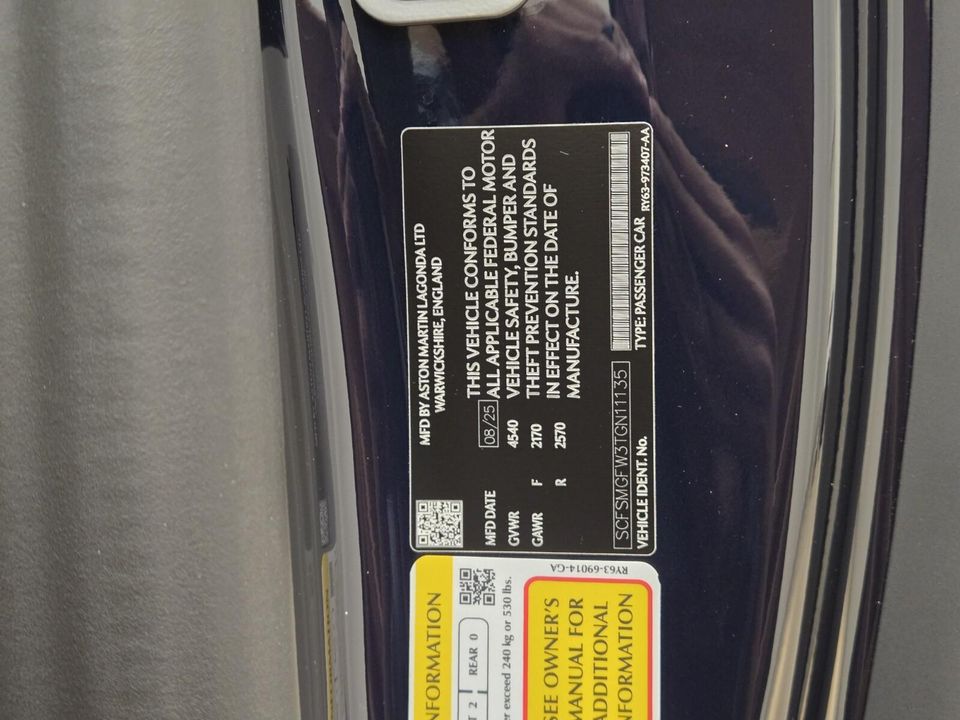 MFD BY ASTON MARTIN LAGONDA LTD
WARWICKSHIRE, ENGLAND
MFD DATE 08/25
GVWR 4540
GAWR F 2170
R 2570
THIS VEHICLE CONFORMS TO
ALL APPLICABLE FEDERAL MOTOR
VEHICLE SAFETY, BUMPER AND
THEFT PREVENTION STANDARDS
IN EFFECT ON THE DATE OF
MANUFACTURE.
SCFSMGFW3TGN11135
VEHICLE IDENT. No. TYPE: PASSENGER CAR RY63-973407-AA
NFORMATION
T 2 REAR 0
er exceed 240 kg or 530 lbs.
SEE OWNER'S
MANUAL FOR
ADDITIONAL
NFORMATION
RY63-69014-GA